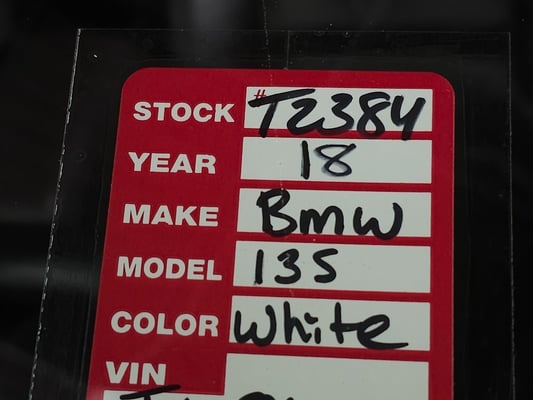 STOCK # T2384
YEAR 18
MAKE BMW
MODEL 135
COLOR White
VIN